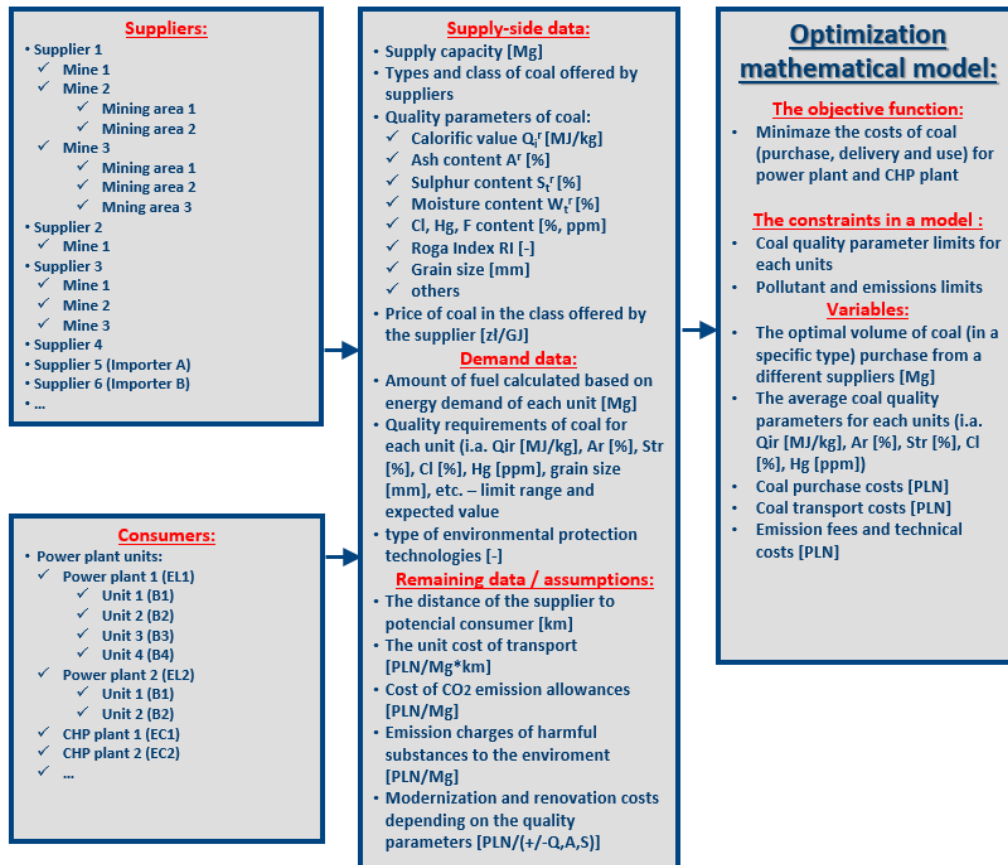 Suppliers:
• Supplier 1
✓ Mine 1
✓ Mine 2
✓ Mining area 1
✓ Mining area 2
✓ Mine 3
✓ Mining area 1
✓ Mining area 2
✓ Mning area 3
• Supplier 2
✓ Mine 1
• Supplier 3
✓ Mine 1
✓ Mine 2
✓ Mine 3
• Supplier 4
• Supplier 5 (Importer A)
• Supplier 6 (Importer B)
• ...
Consumers:
• Power plant units:
✓ Power plant 1 (EL1)
✓ Unit 1 (B1)
✓ Unit 2 (B2)
✓ Unit 3 (B3)
✓ Unit 4 (B4)
✓ Power plant 2 (EL2)
✓ Unit 1 (B1)
✓ Unit 2 (B2)
✓ CHP plant 1 (EC1)
✓ CHP plant 2 (EC2)
✓ ...
Supply-side data:
• Supply capacity [Mg]
• Types and class of coal offered by
suppliers
• Quality parameters of coal:
✓ Calorific value Qᵢʳ [MJ/kg]
✓ Ash content Aʳ [%]
✓ Sulphur content Sₜʳ [%]
✓ Moisture content Wₜʳ [%]
✓ Cl, Hg, F content [%, ppm]
✓ Roga Index RI [-]
✓ Grain size [mm]
✓ others
• Price of coal in the class offered by
the supplier [zł/GJ]
Demand data:
• Amount of fuel calculated based on
energy demand of each unit [Mg]
• Quality requirements of coal for
each unit (i.a. Qir [MJ/kg], Ar [%], Str
[%], Cl [%], Hg [ppm], grain size
[mm], etc. – limit range and
expected value
• type of environmental protection
technologies [-]
Remaining data / assumptions:
• The distance of the supplier to
potencial consumer [km]
• The unit cost of transport
[PLN/Mg*km]
• Cost of CO2 emission allowances
[PLN/Mg]
• Emission charges of harmful
substances to the enviroment
[PLN/Mg]
• Modernization and renovation costs
depending on the quality
parameters [PLN/(+/-Q,A,S)]
Optimization
mathematical model:
The objective function:
• Minimaze the costs of coal
(purchase, delivery and use) for
power plant and CHP plant
The constraints in a model :
• Coal quality parameter limits for
each units
• Pollutant and emissions limits
Variables:
• The optimal volume of coal (in a
specific type) purchase from a
different suppliers [Mg]
• The average coal quality
parameters for each units (i.a.
Qir [MJ/kg], Ar [%], Str [%], Cl
[%], Hg [ppm])
• Coal purchase costs [PLN]
• Coal transport costs [PLN]
• Emission fees and technical
costs [PLN]